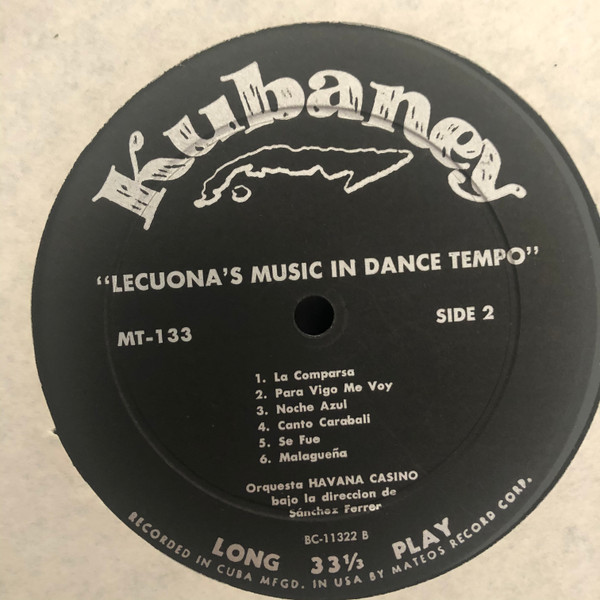 Kubaney
"LECUONA'S MUSIC IN DANCE TEMPO"
MT-133
SIDE 2
1. La Comparsa
2. Para Vigo Me Voy
3. Noche Azul
4. Canto Carabali
5. Se Fue
6. Malagueña
Orquesta HAVANA CASINO
bajo la direccion de
Sánchez Ferrer
BC-11322 B
LONG 33⅓ PLAY
RECORDED IN CUBA MFGD. IN USA BY MATEOS RECORD CORP.